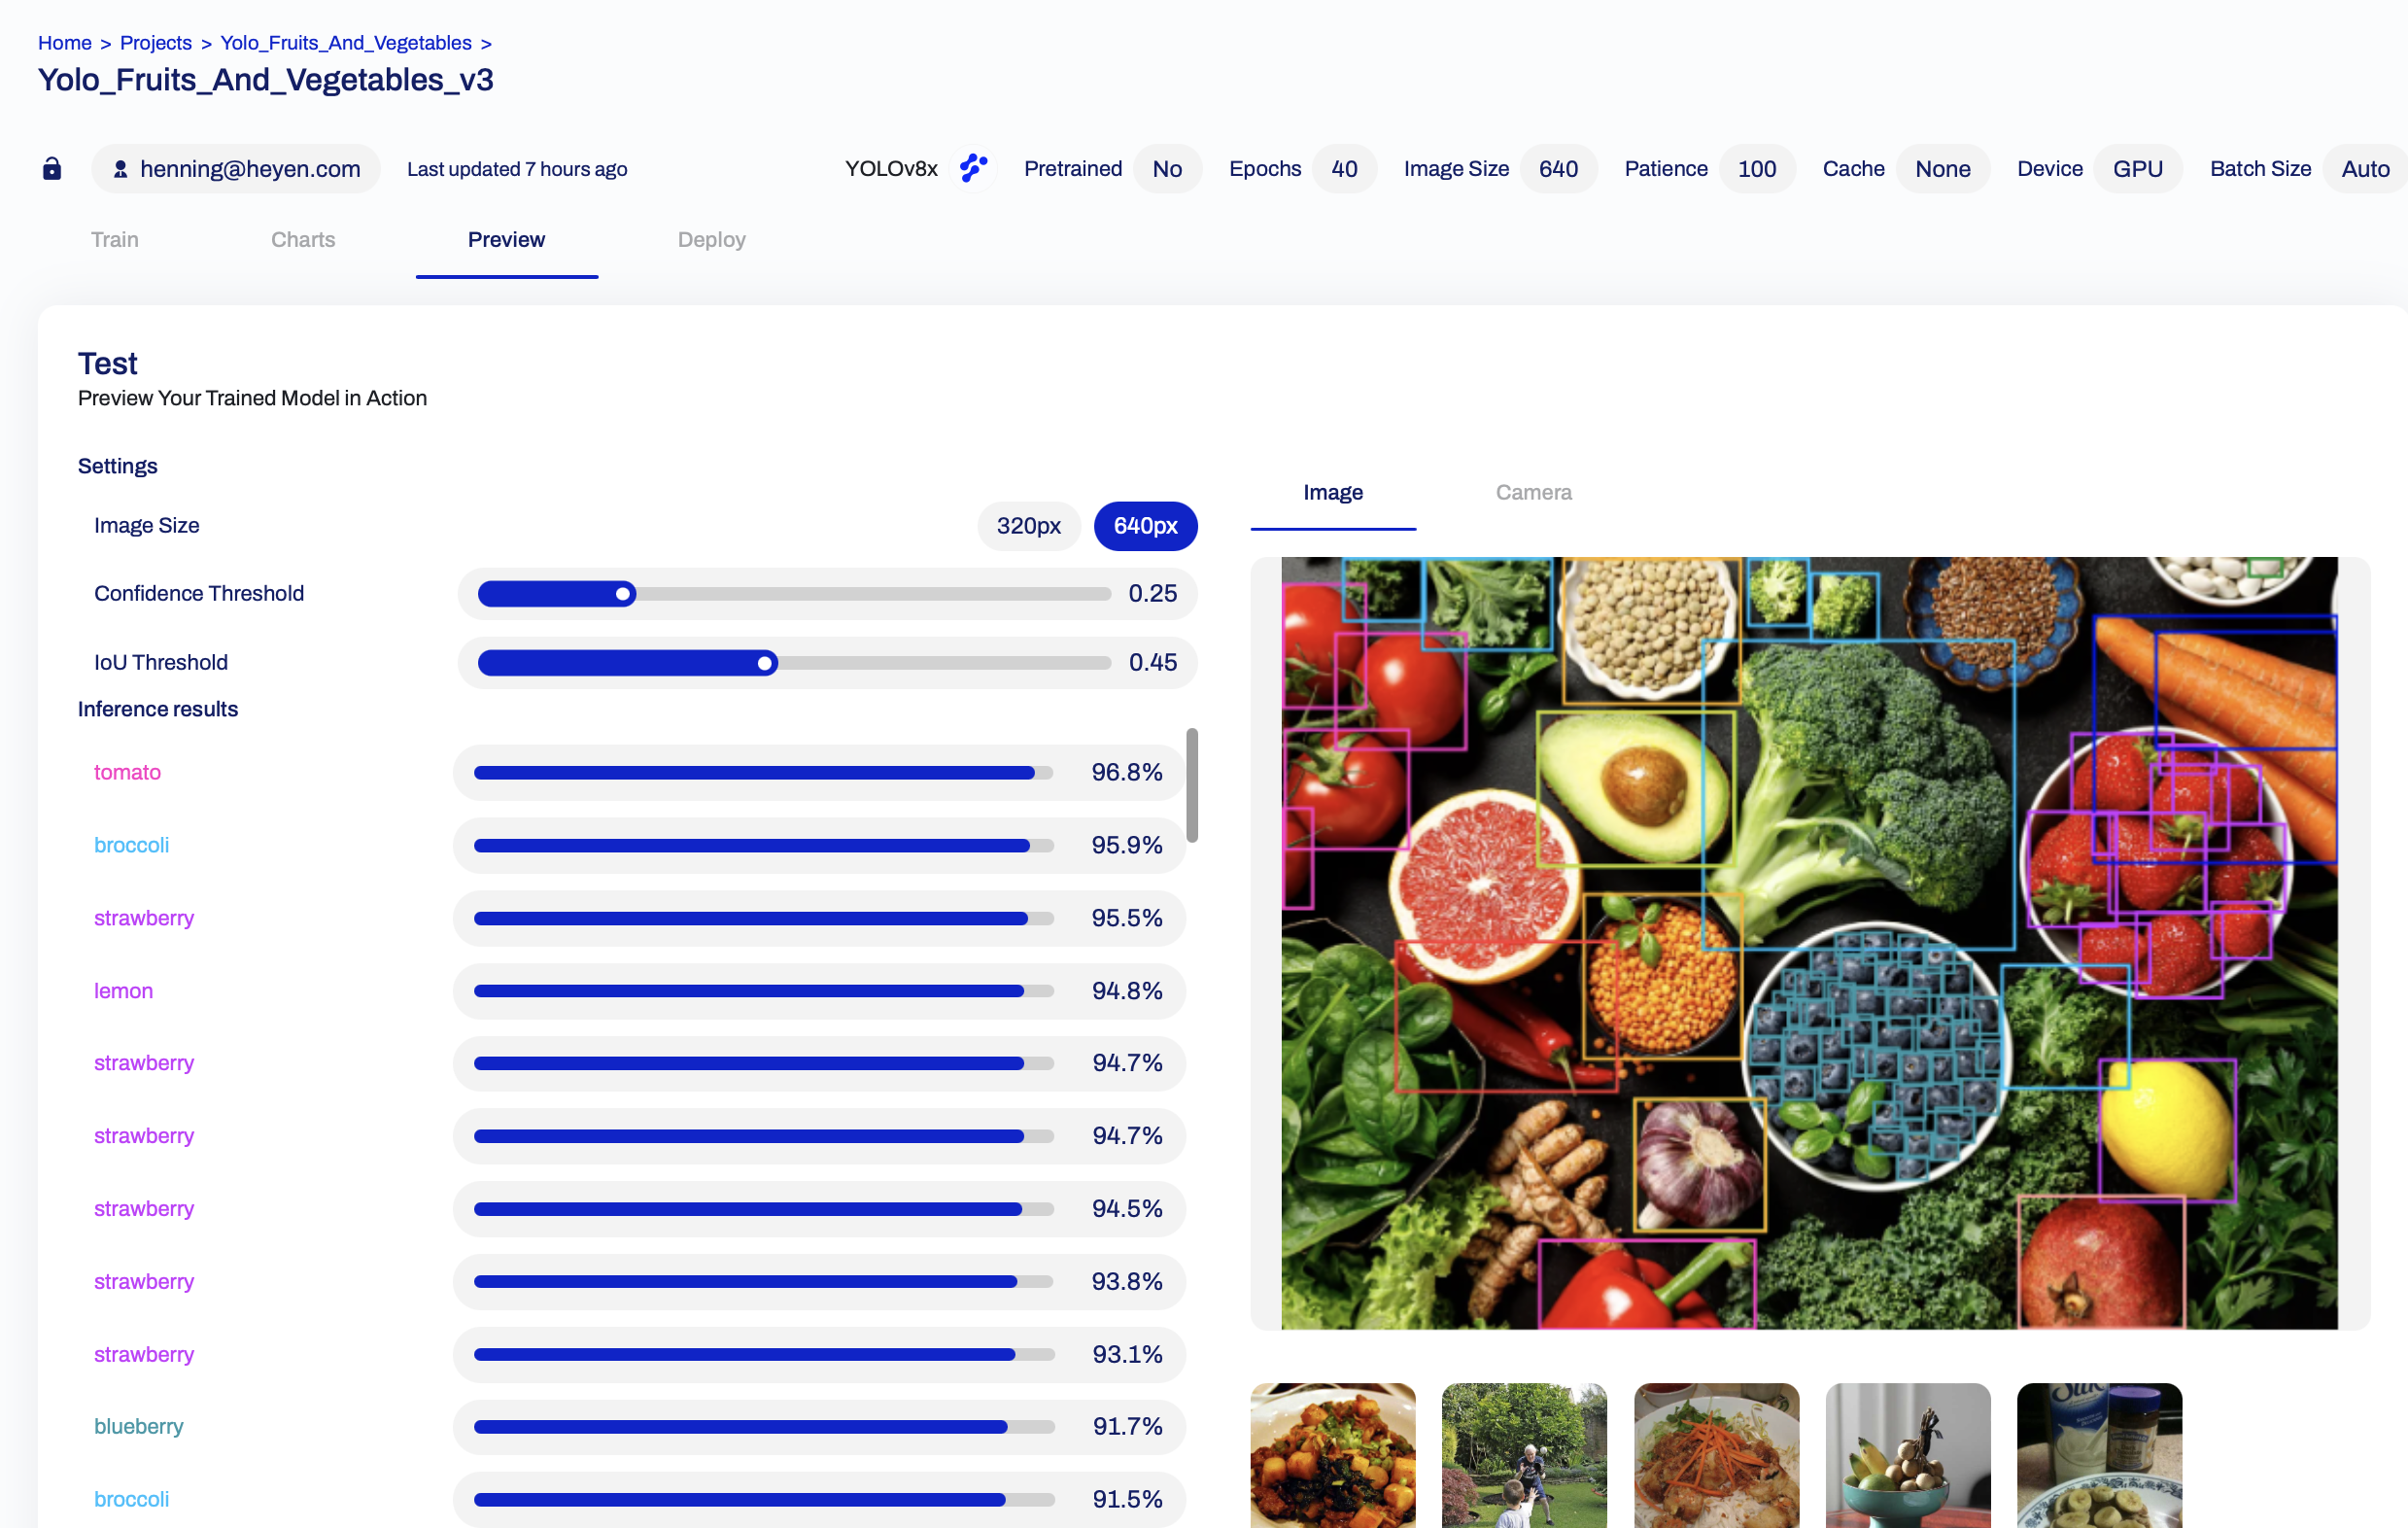 Home > Projects > Yolo_Fruits_And_Vegetables >
Yolo_Fruits_And_Vegetables_v3
henning@heyen.com Last updated 7 hours ago YOLOv8x Pretrained No Epochs 40 Image Size 640 Patience 100 Cache None Device GPU Batch Size Auto
Train Charts Preview Deploy
Test
Preview Your Trained Model in Action
Settings
Image Size 320px 640px
Confidence Threshold 0.25
IoU Threshold 0.45
Inference results
tomato 96.8%
broccoli 95.9%
strawberry 95.5%
lemon 94.8%
strawberry 94.7%
strawberry 94.7%
strawberry 94.5%
strawberry 93.8%
strawberry 93.1%
blueberry 91.7%
broccoli 91.5%
Image Camera